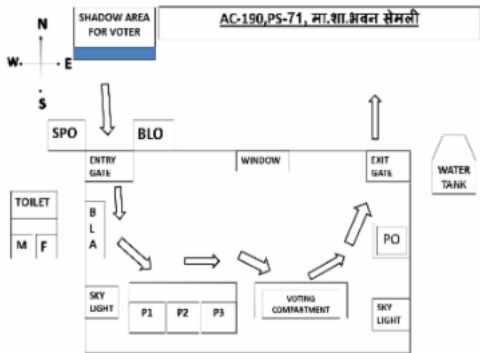 SHADOW AREA
FOR VOTER
AC-190,PS-71, मा.शा.भवन सेमली
N
W
E
S
SPO
BLO
ENTRY
GATE
WINDOW
EXIT
GATE
WATER
TANK
TOILET
M
F
B
L
A
PO
SKY
LIGHT
P1
P2
P3
VOTING
COMPARTMENT
SKY
LIGHT